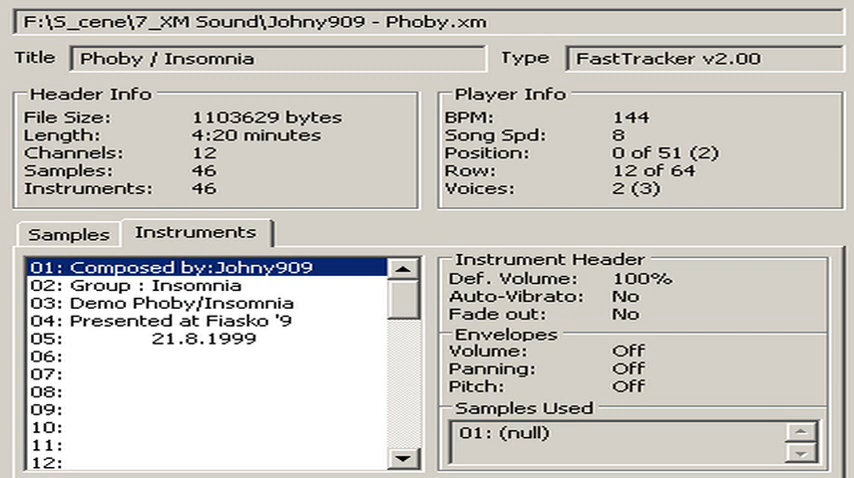 F:\S_cene\7_XM Sound\Johny909 - Phoby.xm
Title Phoby / Insomnia Type FastTracker v2.00
Header Info
File Size: 1103629 bytes
Length: 4:20 minutes
Channels: 12
Samples: 46
Instruments: 46
Player Info
BPM: 144
Song Spd: 8
Position: 0 of 51 (2)
Row: 12 of 64
Voices: 2 (3)
Samples Instruments
01: Composed by:Johny909
02: Group : Insomnia
03: Demo Phoby/Insomnia
04: Presented at Fiasko '9
05: 21.8.1999
06:
07:
08:
09:
10:
11:
12:
Instrument Header
Def. Volume: 100%
Auto-Vibrato: No
Fade out: No
Envelopes
Volume: Off
Panning: Off
Pitch: Off
Samples Used
01: (null)